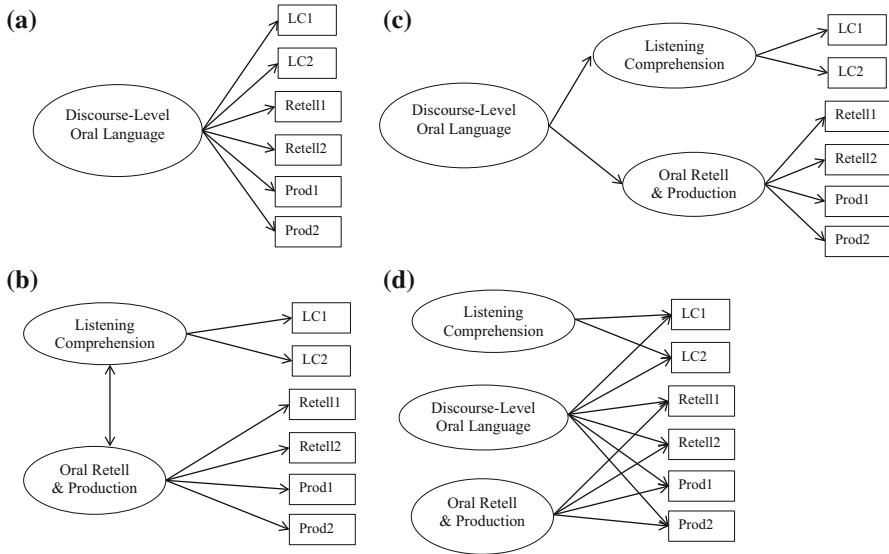 (a)
Discourse-Level
Oral Language
LC1
LC2
Retell1
Retell2
Prod1
Prod2
(b)
Listening
Comprehension
Oral Retell
& Production
LC1
LC2
Retell1
Retell2
Prod1
Prod2
(c)
Discourse-Level
Oral Language
Listening
Comprehension
Oral Retell
& Production
LC1
LC2
Retell1
Retell2
Prod1
Prod2
(d)
Listening
Comprehension
Discourse-Level
Oral Language
Oral Retell
& Production
LC1
LC2
Retell1
Retell2
Prod1
Prod2